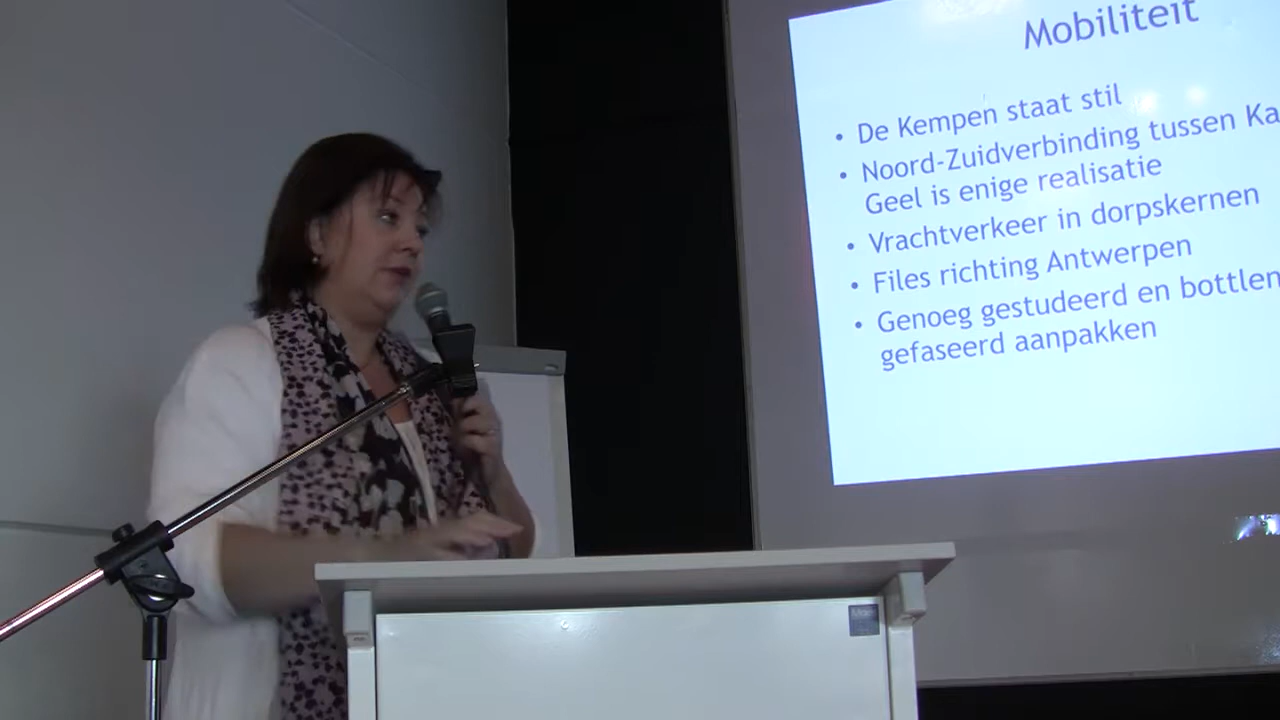 Mobiliteit
• De Kempen staat stil
• Noord-Zuidverbinding tussen Ka
Geel is enige realisatie
• Vrachtverkeer in dorpskernen
• Files richting Antwerpen
• Genoeg gestudeerd en bottlen
gefaseerd aanpakken